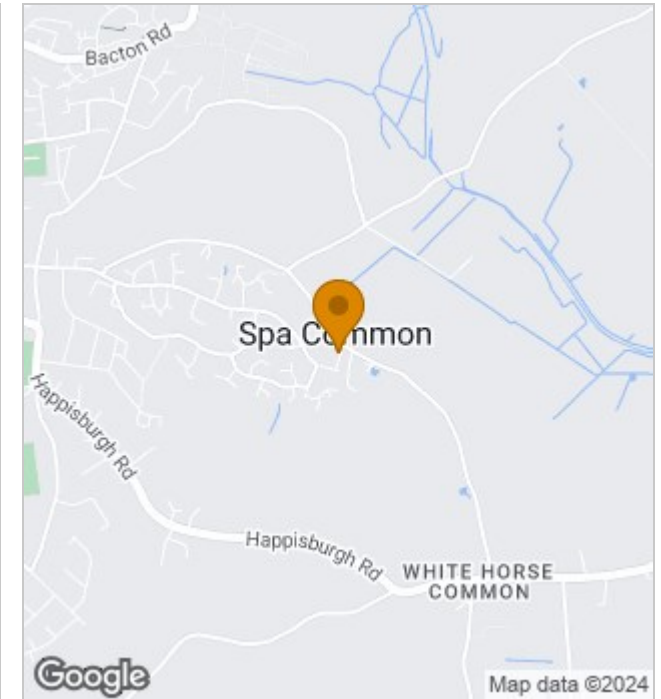 Bacton Rd
Spa Common
Happisburgh Rd
Happisburgh Rd
WHITE HORSE
COMMON
Google
Map data ©2024